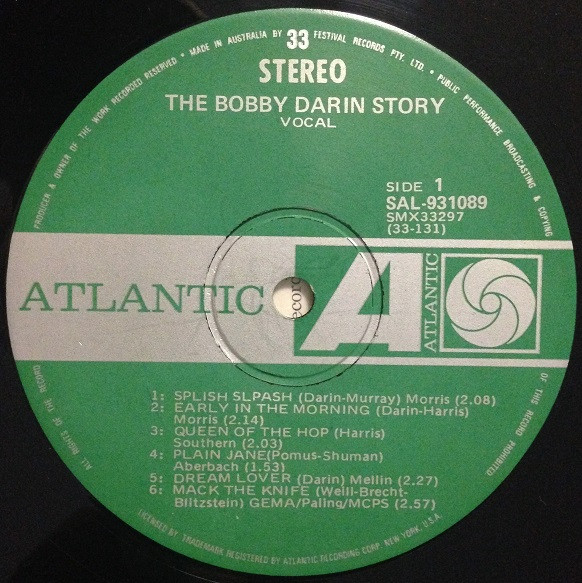 PRODUCER & OWNER OF THE WORK RECORDED RESERVED • MADE IN AUSTRALIA BY FESTIVAL RECORDS PTY. LTD. • PUBLIC PERFORMANCE BROADCASTING & COPYING
33
STEREO
THE BOBBY DARIN STORY
VOCAL
SIDE 1
SAL-931089
SMX33297
(33-131)
ATLANTIC
A
ATLANTIC
ecorc
1: SPLISH SLPASH (Darin-Murray) Morris (2.08)
2: EARLY IN THE MORNING (Darin-Harris)
Morris (2.14)
3: QUEEN OF THE HOP (Harris)
Southern (2.03)
4: PLAIN JANE(Pomus-Shuman)
Aberbach (1.53)
5: DREAM LOVER (Darin) Mellin (2.27)
6: MACK THE KNIFE (Weill-Brecht-
Blitzstein) GEMA/Paling/MCPS (2.57)
ALL RIGHTS OF THE RECORD
OF THIS RECORD PROHIBITED
LICENSED BY, TRADEMARK REGISTERED BY ATLANTIC RECORDING CORP. NEW YORK, U.S.A.